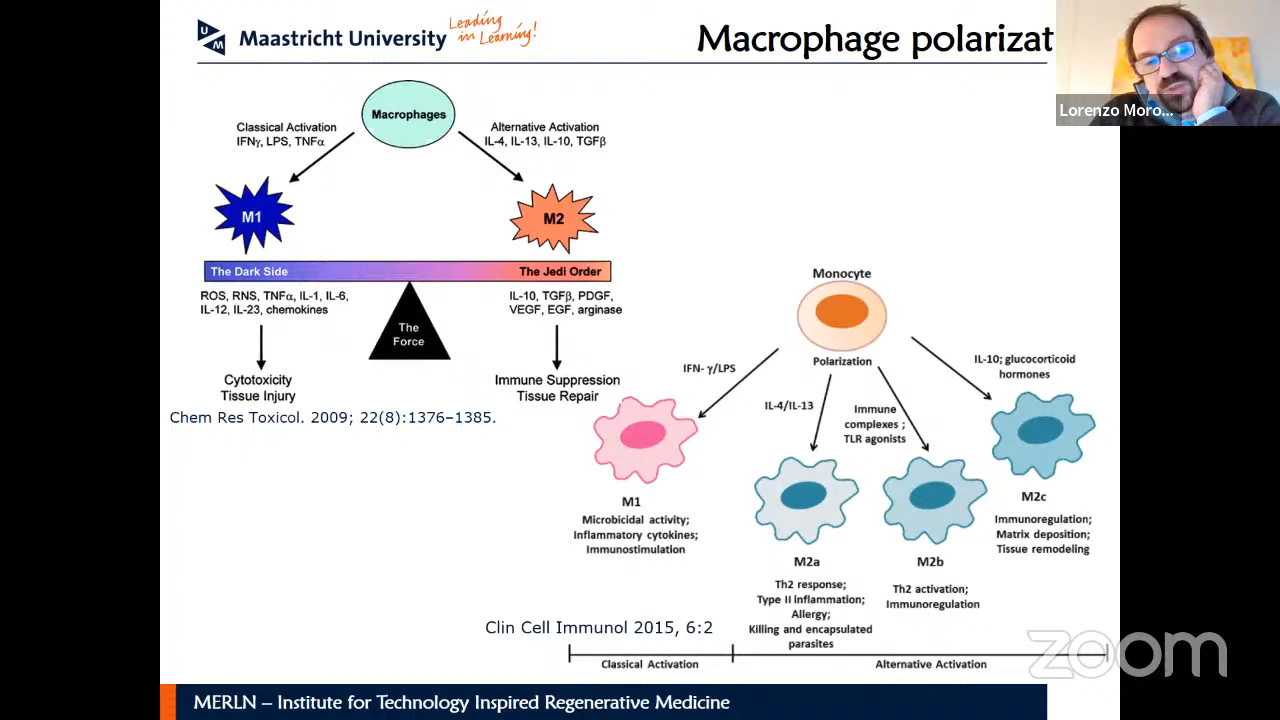 Maastricht University
Leading
in Learning!
Macrophage polarizat
Lorenzo Moro...
Macrophages
Classical Activation
IFNγ, LPS, TNFα
Alternative Activation
IL-4, IL-13, IL-10, TGFβ
M1
M2
The Dark Side
The Jedi Order
ROS, RNS, TNFα, IL-1, IL-6,
IL-12, IL-23, chemokines
IL-10, TGFβ, PDGF,
VEGF, EGF, arginase
The
Force
Cytotoxicity
Tissue Injury
Immune Suppression
Tissue Repair
Chem Res Toxicol. 2009; 22(8):1376–1385.
Monocyte
Polarization
IFN- γ/LPS
IL-4/IL-13
Immune
complexes ;
TLR agonists
IL-10; glucocorticoid
hormones
M1
Microbicidal activity;
Inflammatory cytokines;
Immunostimulation
M2a
Th2 response;
Type II inflammation;
Allergy;
Killing and encapsulated
parasites
M2b
Th2 activation;
Immunoregulation
M2c
Immunoregulation;
Matrix deposition;
Tissue remodeling
Clin Cell Immunol 2015, 6:2
Classical Activation
Alternative Activation
zoom
MERLN – Institute for Technology Inspired Regenerative Medicine